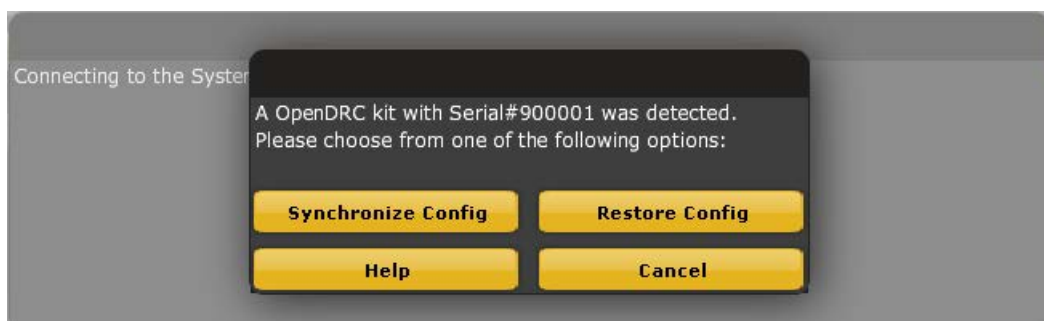 Connecting to the Syster
A OpenDRC kit with Serial#900001 was detected.
Please choose from one of the following options:
Synchronize Config
Restore Config
Help
Cancel